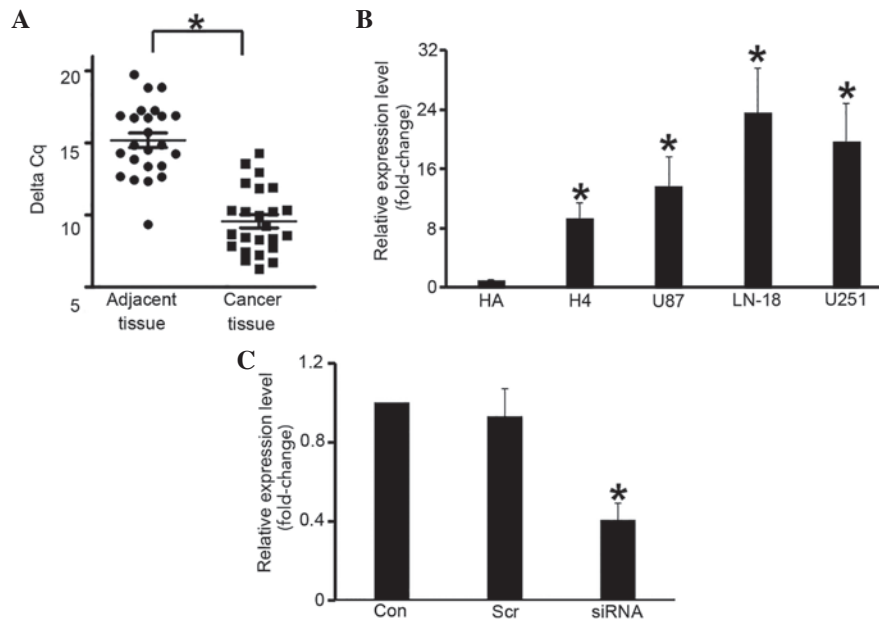 A
*
20
15
10
5
Delta Cq
Adjacent
tissue
Cancer
tissue
B
32
24
16
8
0
Relative expression level
(fold-change)
*
*
*
*
HA
H4
U87
LN-18
U251
C
1.2
0.8
0.4
0
Relative expression level
(fold-change)
*
Con
Scr
siRNA